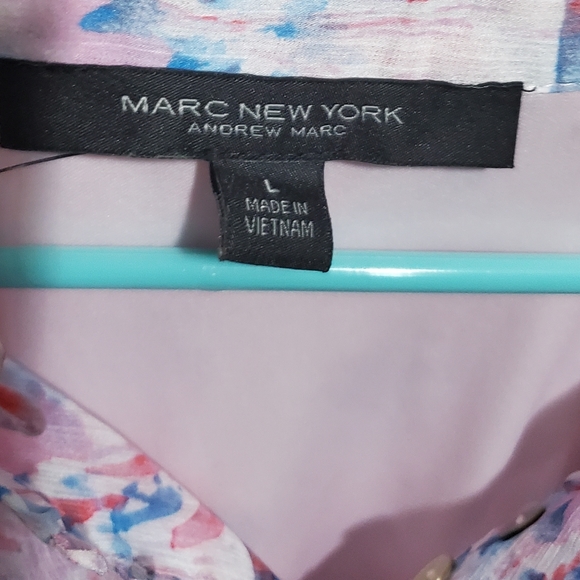 MARC NEW YORK
ANDREW MARC
L
MADE IN
VIETNAM